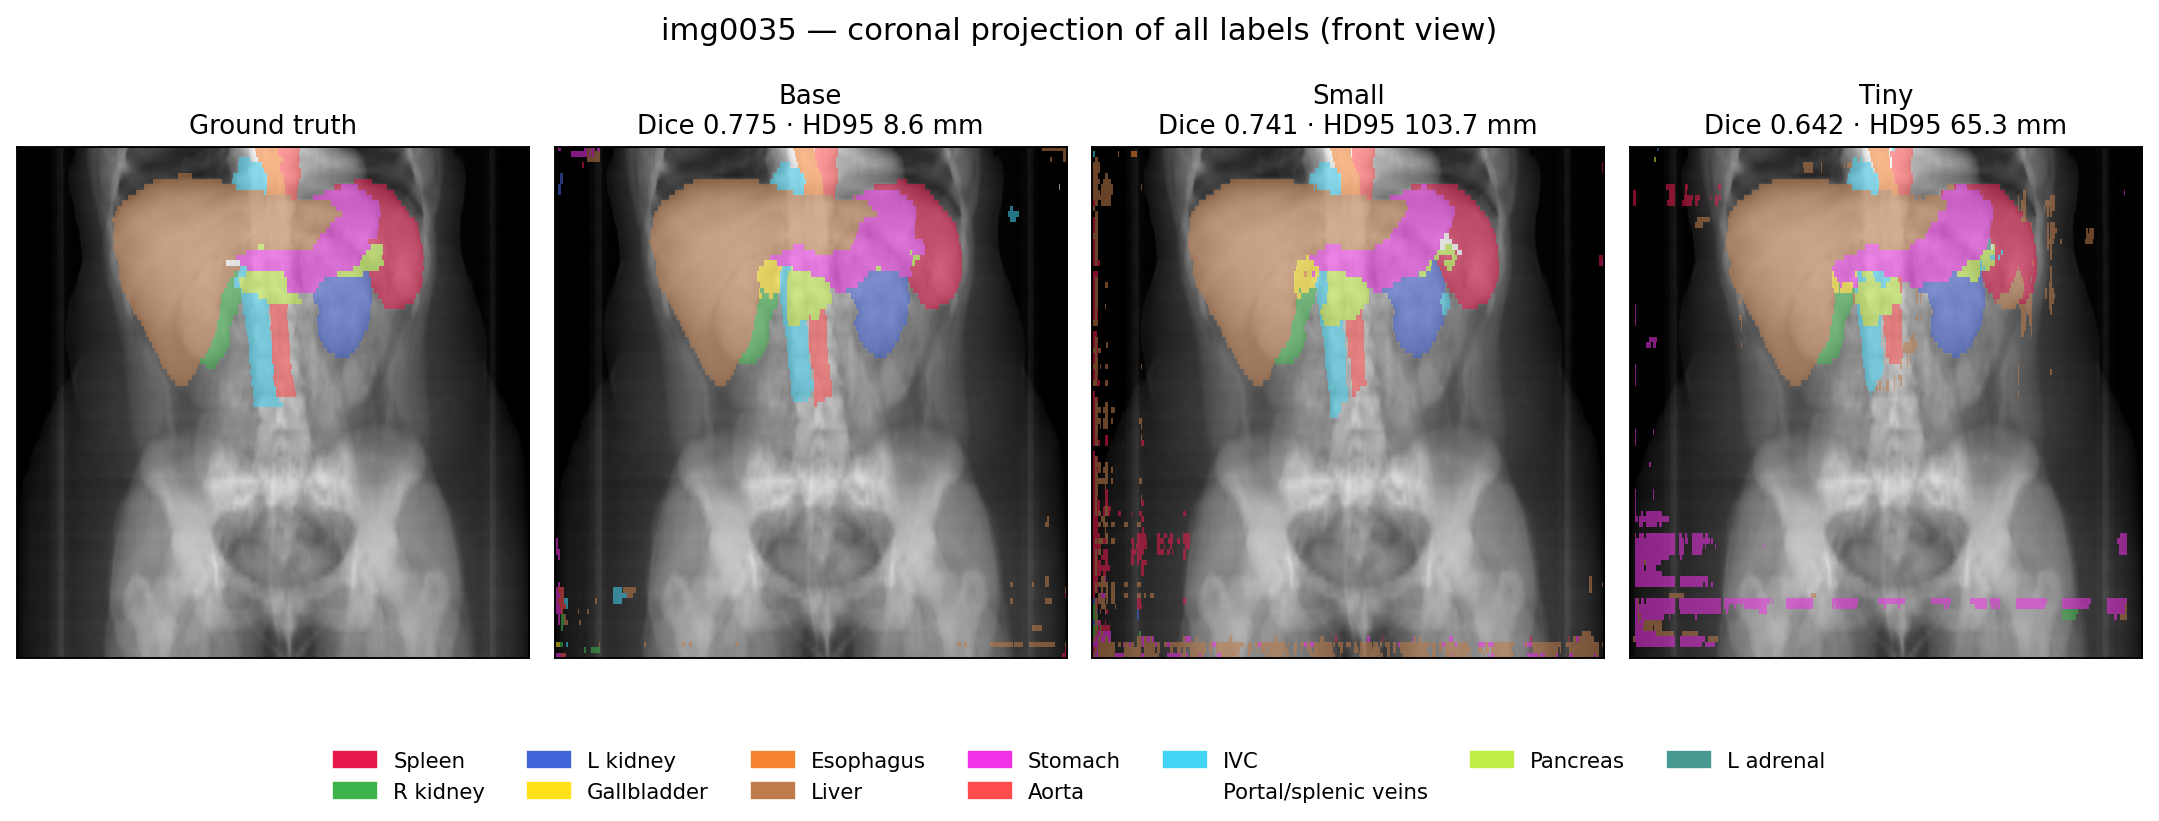 img0035 — coronal projection of all labels (front view)
Ground truth
Base
Dice 0.775 · HD95 8.6 mm
Small
Dice 0.741 · HD95 103.7 mm
Tiny
Dice 0.642 · HD95 65.3 mm
Spleen
R kidney
L kidney
Gallbladder
Esophagus
Liver
Stomach
Aorta
IVC
Portal/splenic veins
Pancreas
L adrenal